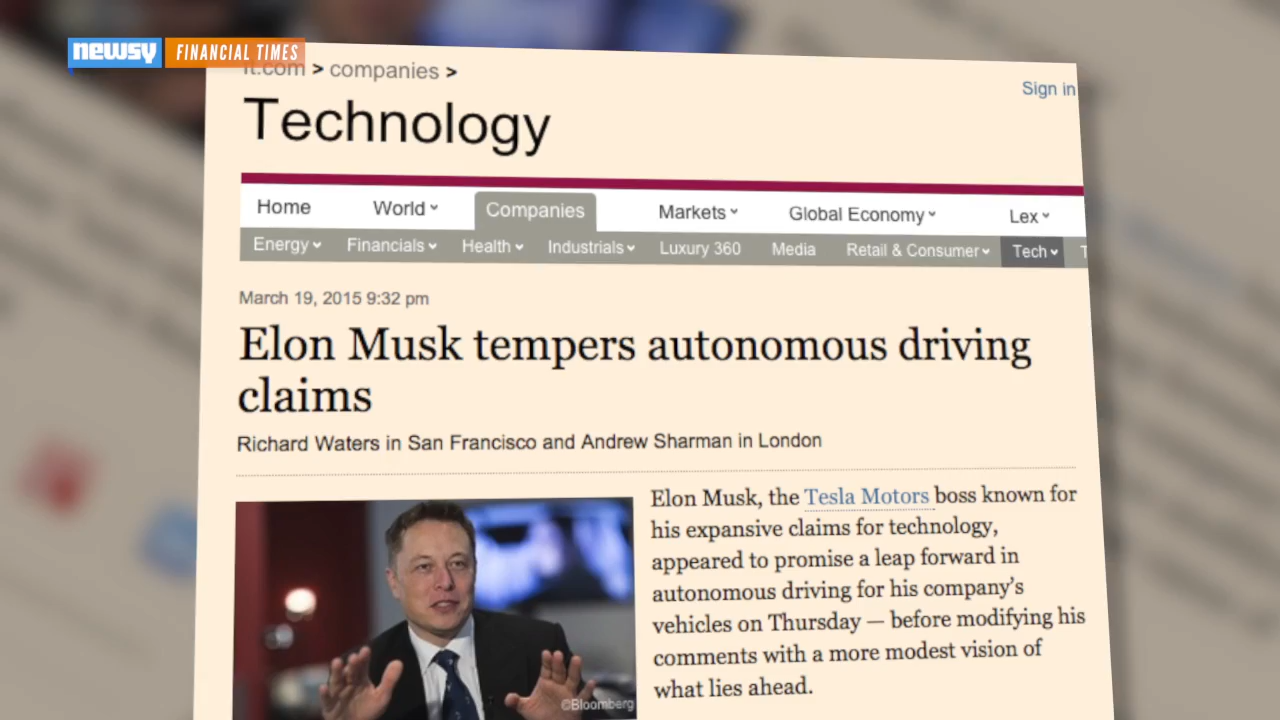 newsy FINANCIAL TIMES
ft.com > companies >
Sign in
Technology
Home World Companies Markets Global Economy Lex
Energy Financials Health Industrials Luxury 360 Media Retail & Consumer Tech T
March 19, 2015 9:32 pm
Elon Musk tempers autonomous driving
claims
Richard Waters in San Francisco and Andrew Sharman in London
Elon Musk, the Tesla Motors boss known for
his expansive claims for technology,
appeared to promise a leap forward in
autonomous driving for his company's
vehicles on Thursday — before modifying his
comments with a more modest vision of
what lies ahead.
©Bloomberg